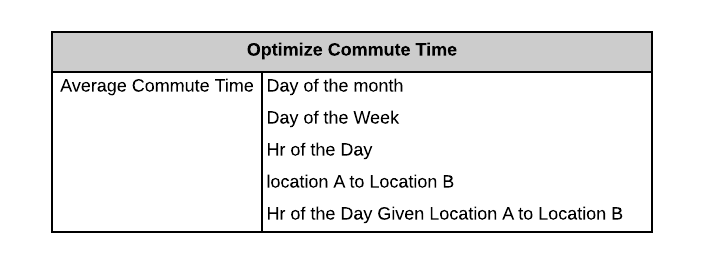 Optimize Commute Time
Average Commute Time
Day of the month
Day of the Week
Hr of the Day
location A to Location B
Hr of the Day Given Location A to Location B